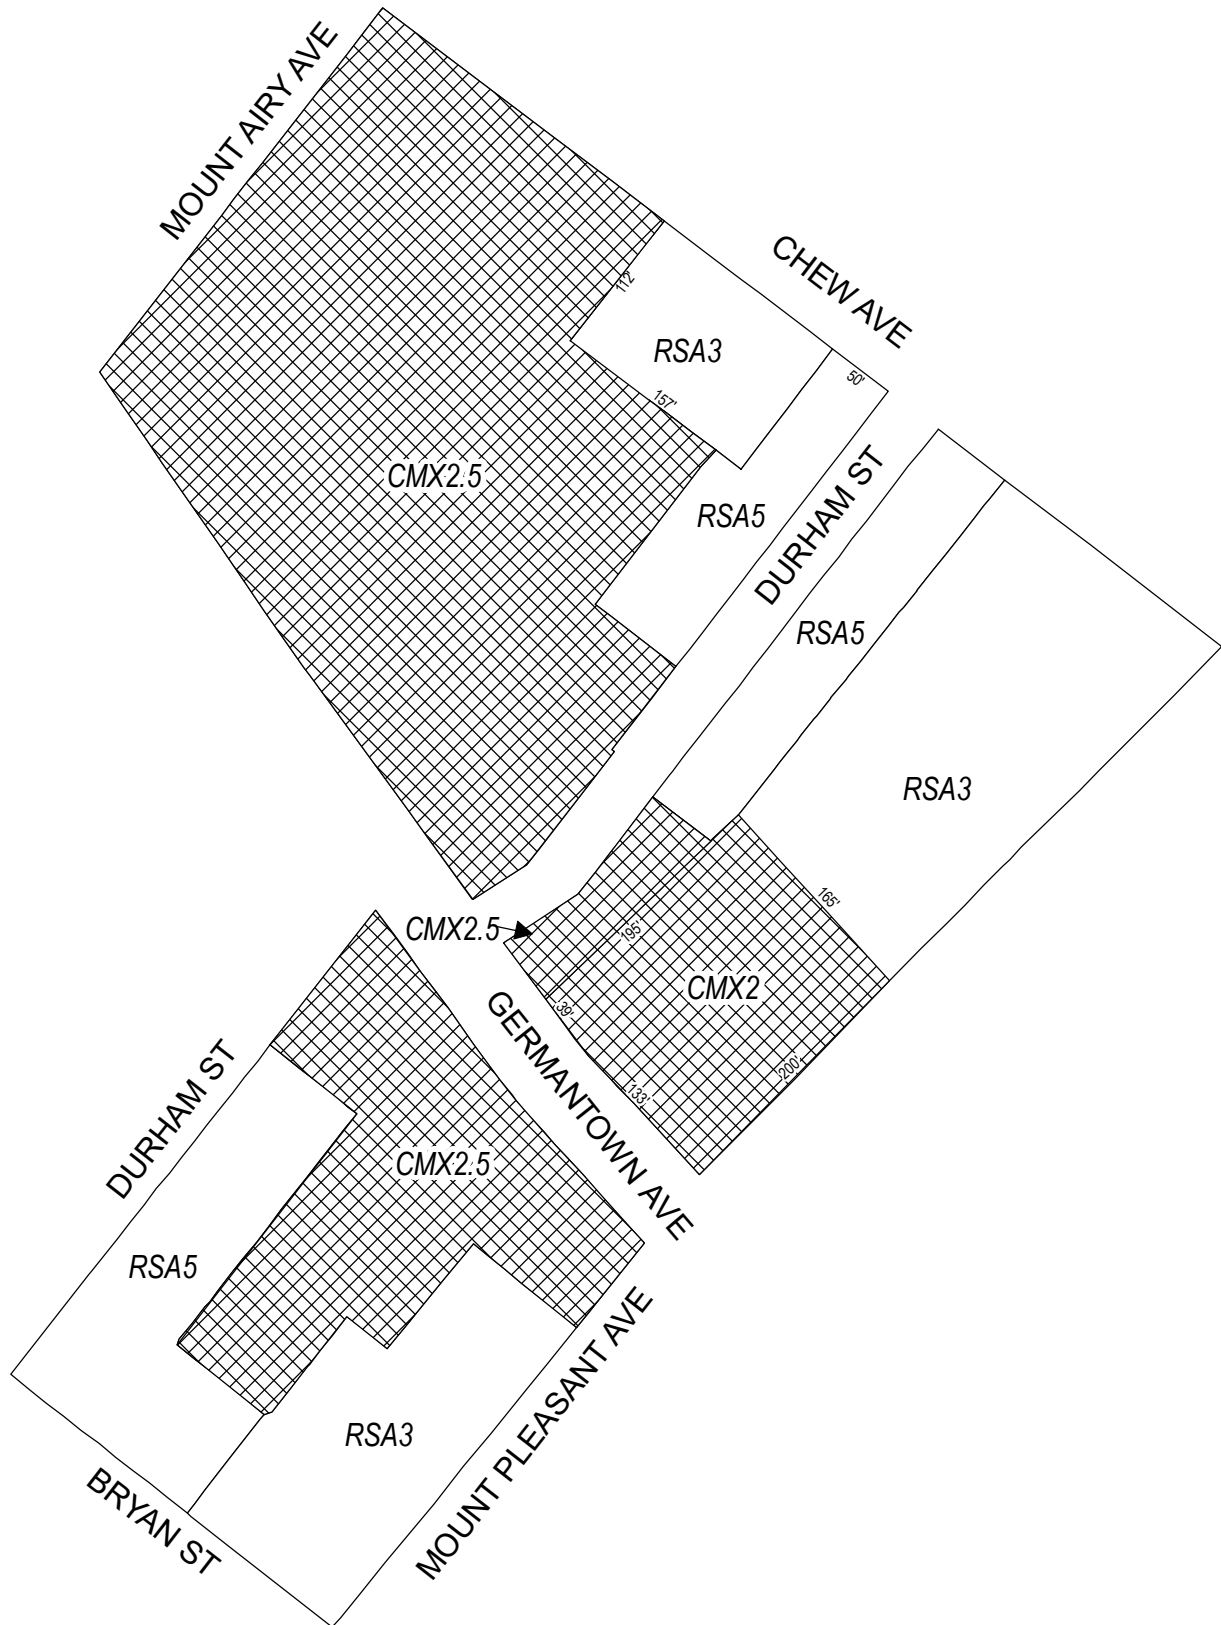 MOUNT AIRY AVE
CHEW AVE
112'
RSA3
50'
157'
CMX2.5
RSA5
DURHAM ST
RSA5
RSA3
165'
CMX2.5
195'
CMX2
39'
GERMANTOWN AVE
200'
133'
DURHAM ST
CMX2.5
RSA5
MOUNT PLEASANT AVE
RSA3
BRYAN ST